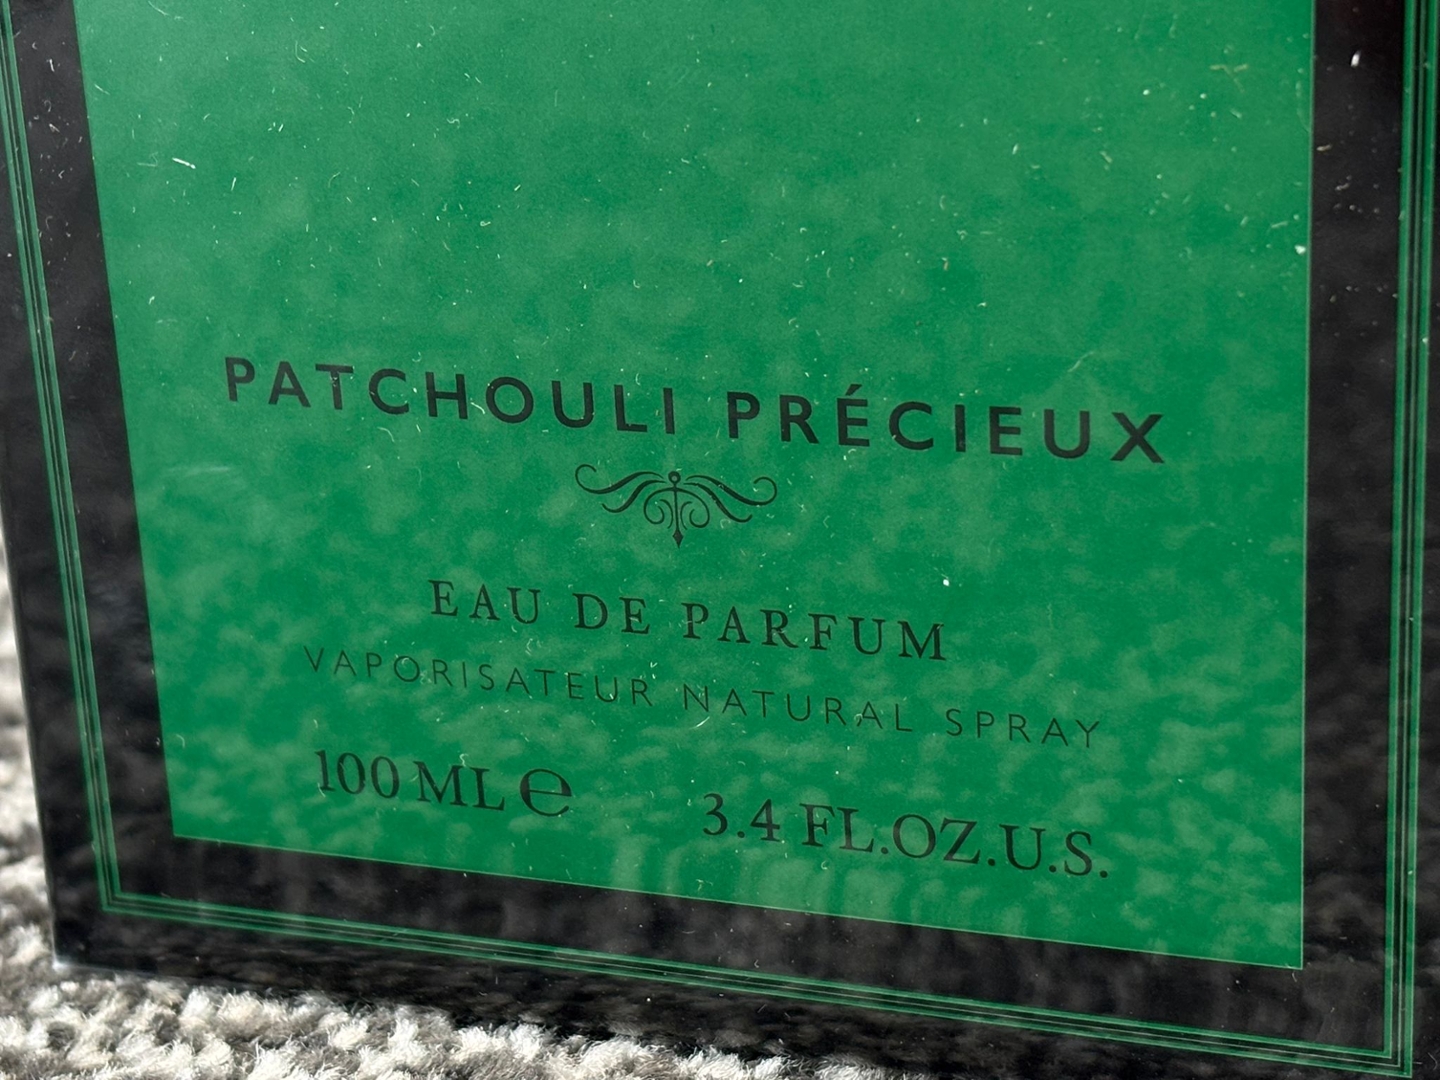 PATCHOULI PRÉCIEUX
EAU DE PARFUM
VAPORISATEUR NATURAL SPRAY
100 ML ℮ 3.4 FL.OZ.U.S.